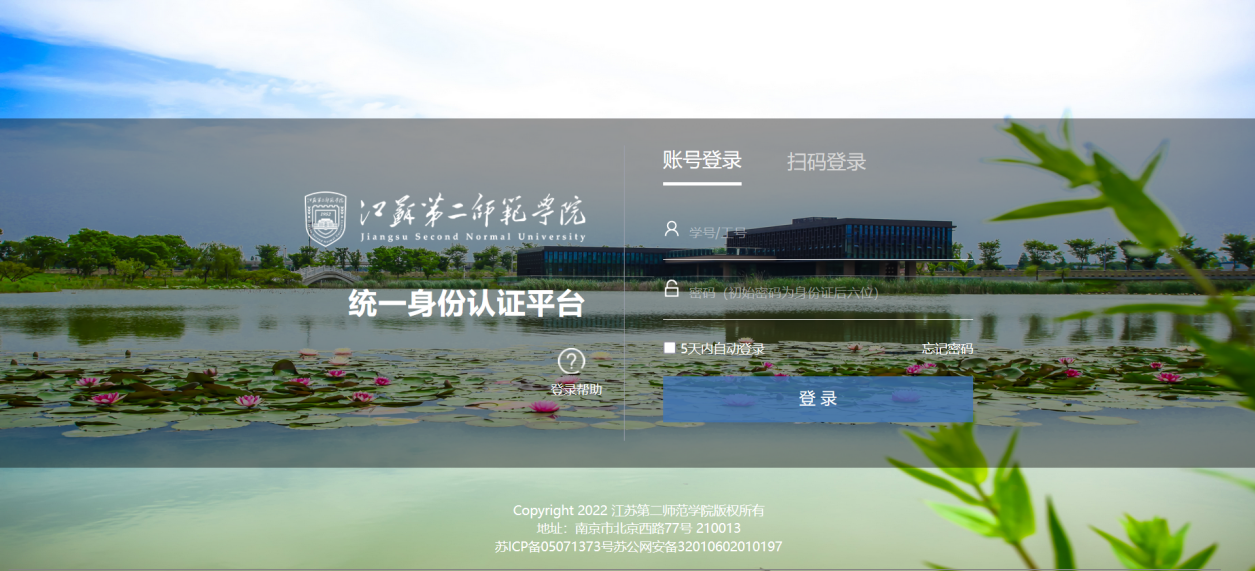 账号登录
扫码登录
江蘇第二師範學院
Jiangsu Second Normal University
学号/工号
密码（初始密码为身份证后六位）
统一身份认证平台
5天内自动登录
忘记密码
登录帮助
登 录
Copyright 2022 江苏第二师范学院版权所有
地址：南京市北京西路77号 210013
苏ICP备05071373号苏公网安备32010602010197